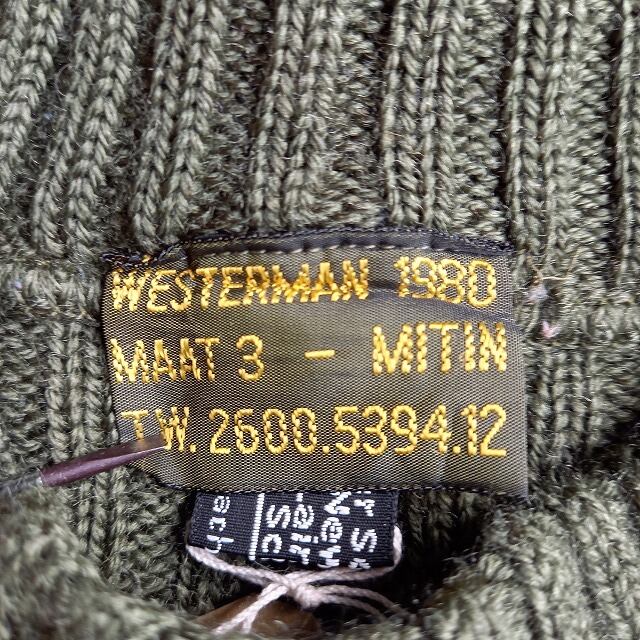 WESTERMAN 1980
MAAT 3 - MITIN
T.W. 2600.5394.12